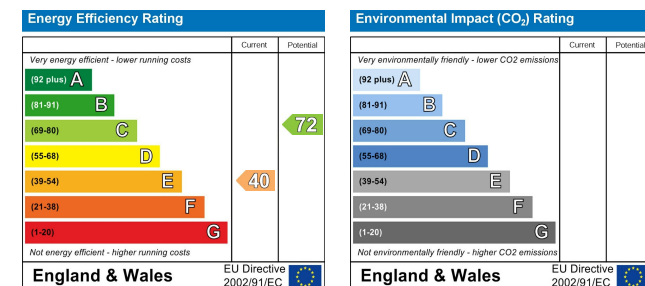 Energy Efficiency Rating
Current Potential
Very energy efficient - lower running costs
(92 plus) A
(81-91) B
(69-80) C
72
(55-68) D
(39-54) E
40
(21-38) F
(1-20) G
Not energy efficient - higher running costs
England & Wales
EU Directive
2002/91/EC
Environmental Impact (CO₂) Rating
Current Potential
Very environmentally friendly - lower CO2 emissions
(92 plus) A
(81-91) B
(69-80) C
(55-68) D
(39-54) E
(21-38) F
(1-20) G
Not environmentally friendly - higher CO2 emissions
England & Wales
EU Directive
2002/91/EC